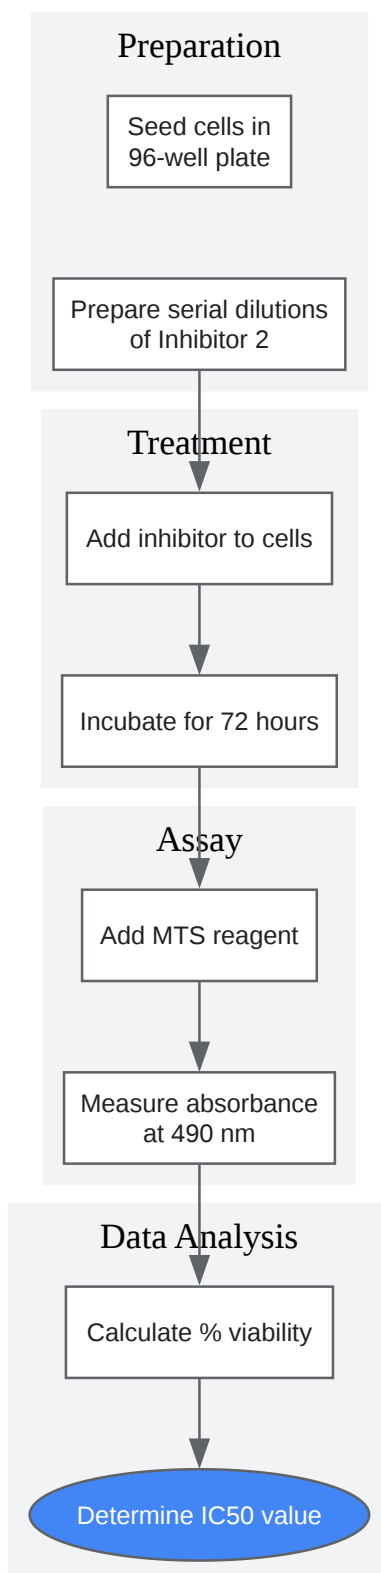 Preparation
Seed cells in
96-well plate
Prepare serial dilutions
of Inhibitor 2
Treatment
Add inhibitor to cells
Incubate for 72 hours
Assay
Add MTS reagent
Measure absorbance
at 490 nm
Data Analysis
Calculate % viability
Determine IC50 value